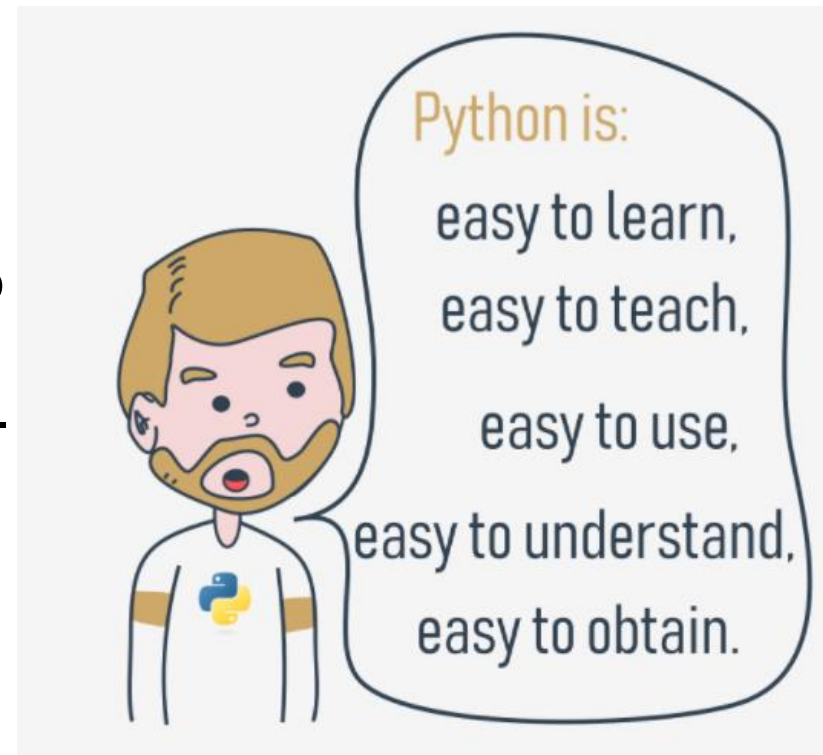 Python is:
easy to learn,
easy to teach,
easy to use,
easy to understand,
easy to obtain.